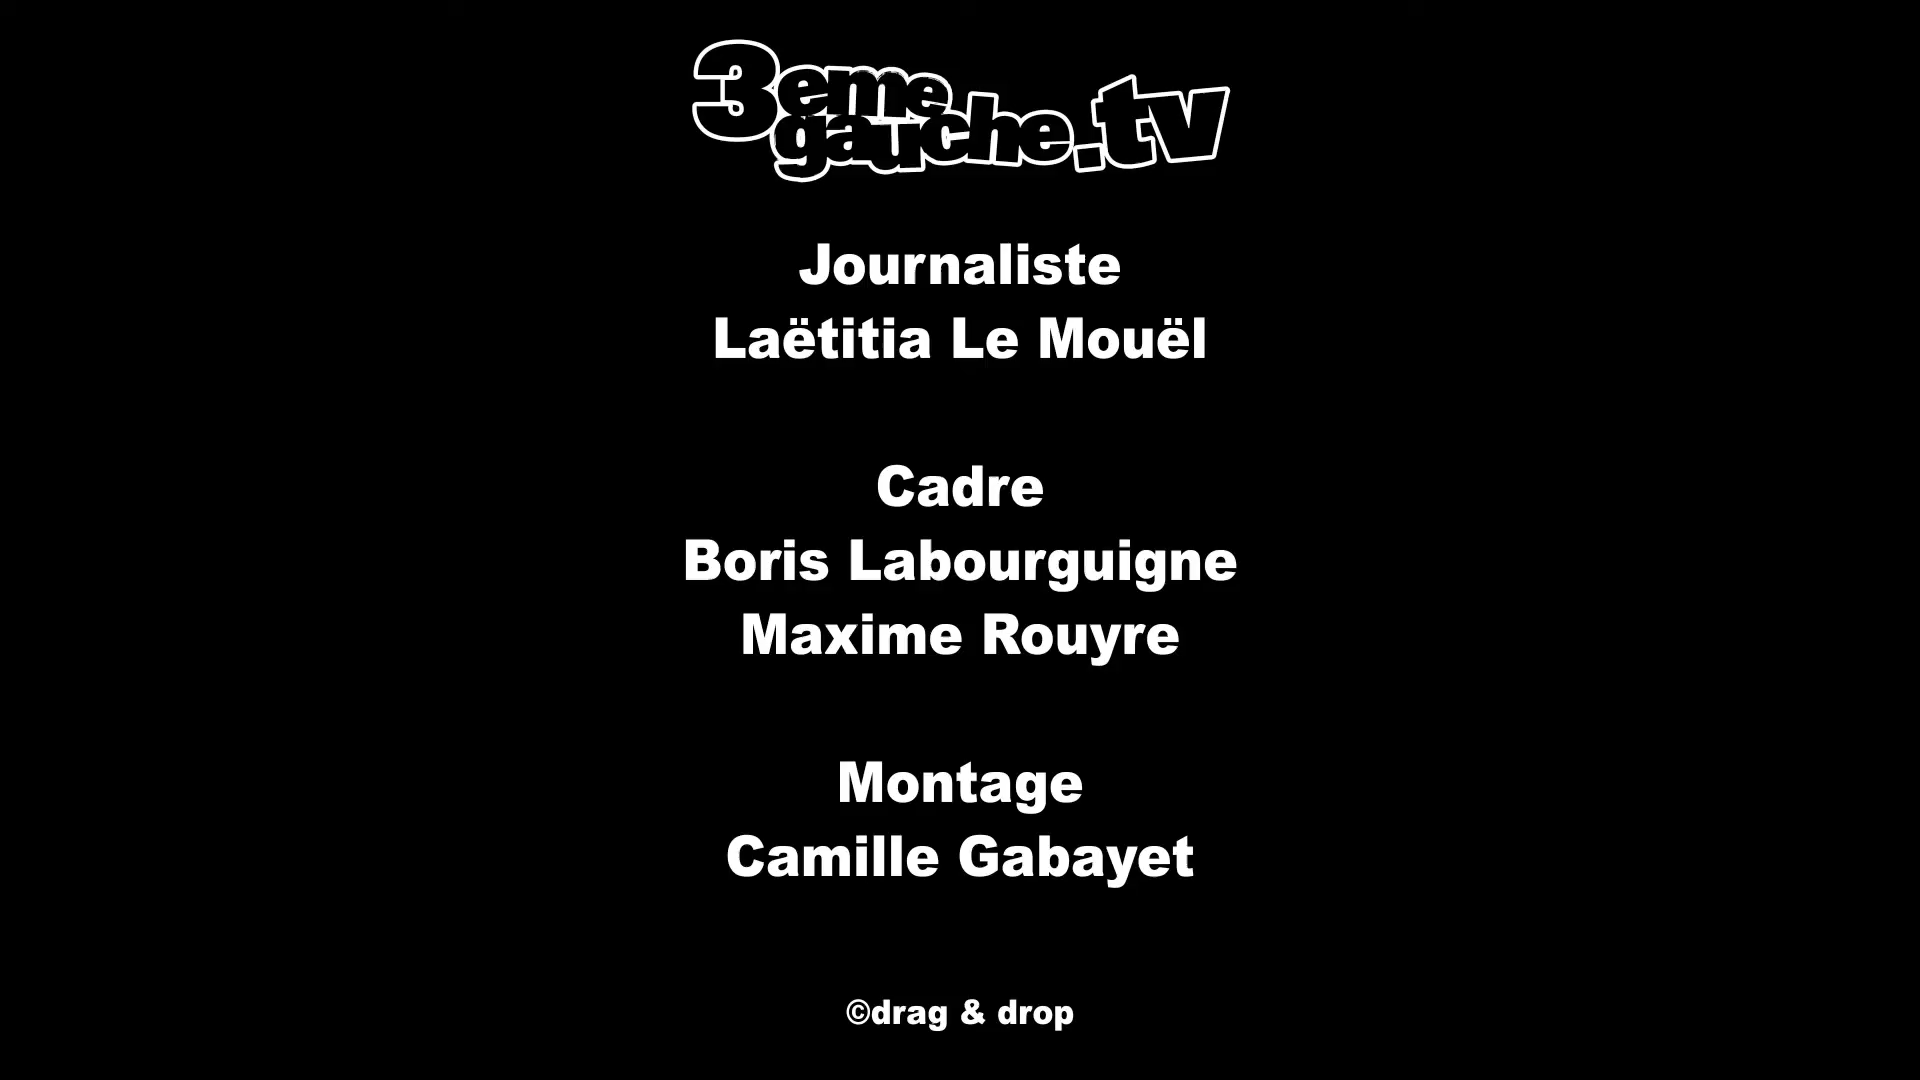 3eme
gauche.tv
Journaliste
Laëtitia Le Mouël
Cadre
Boris Labourguigne
Maxime Rouyre
Montage
Camille Gabayet
©drag & drop